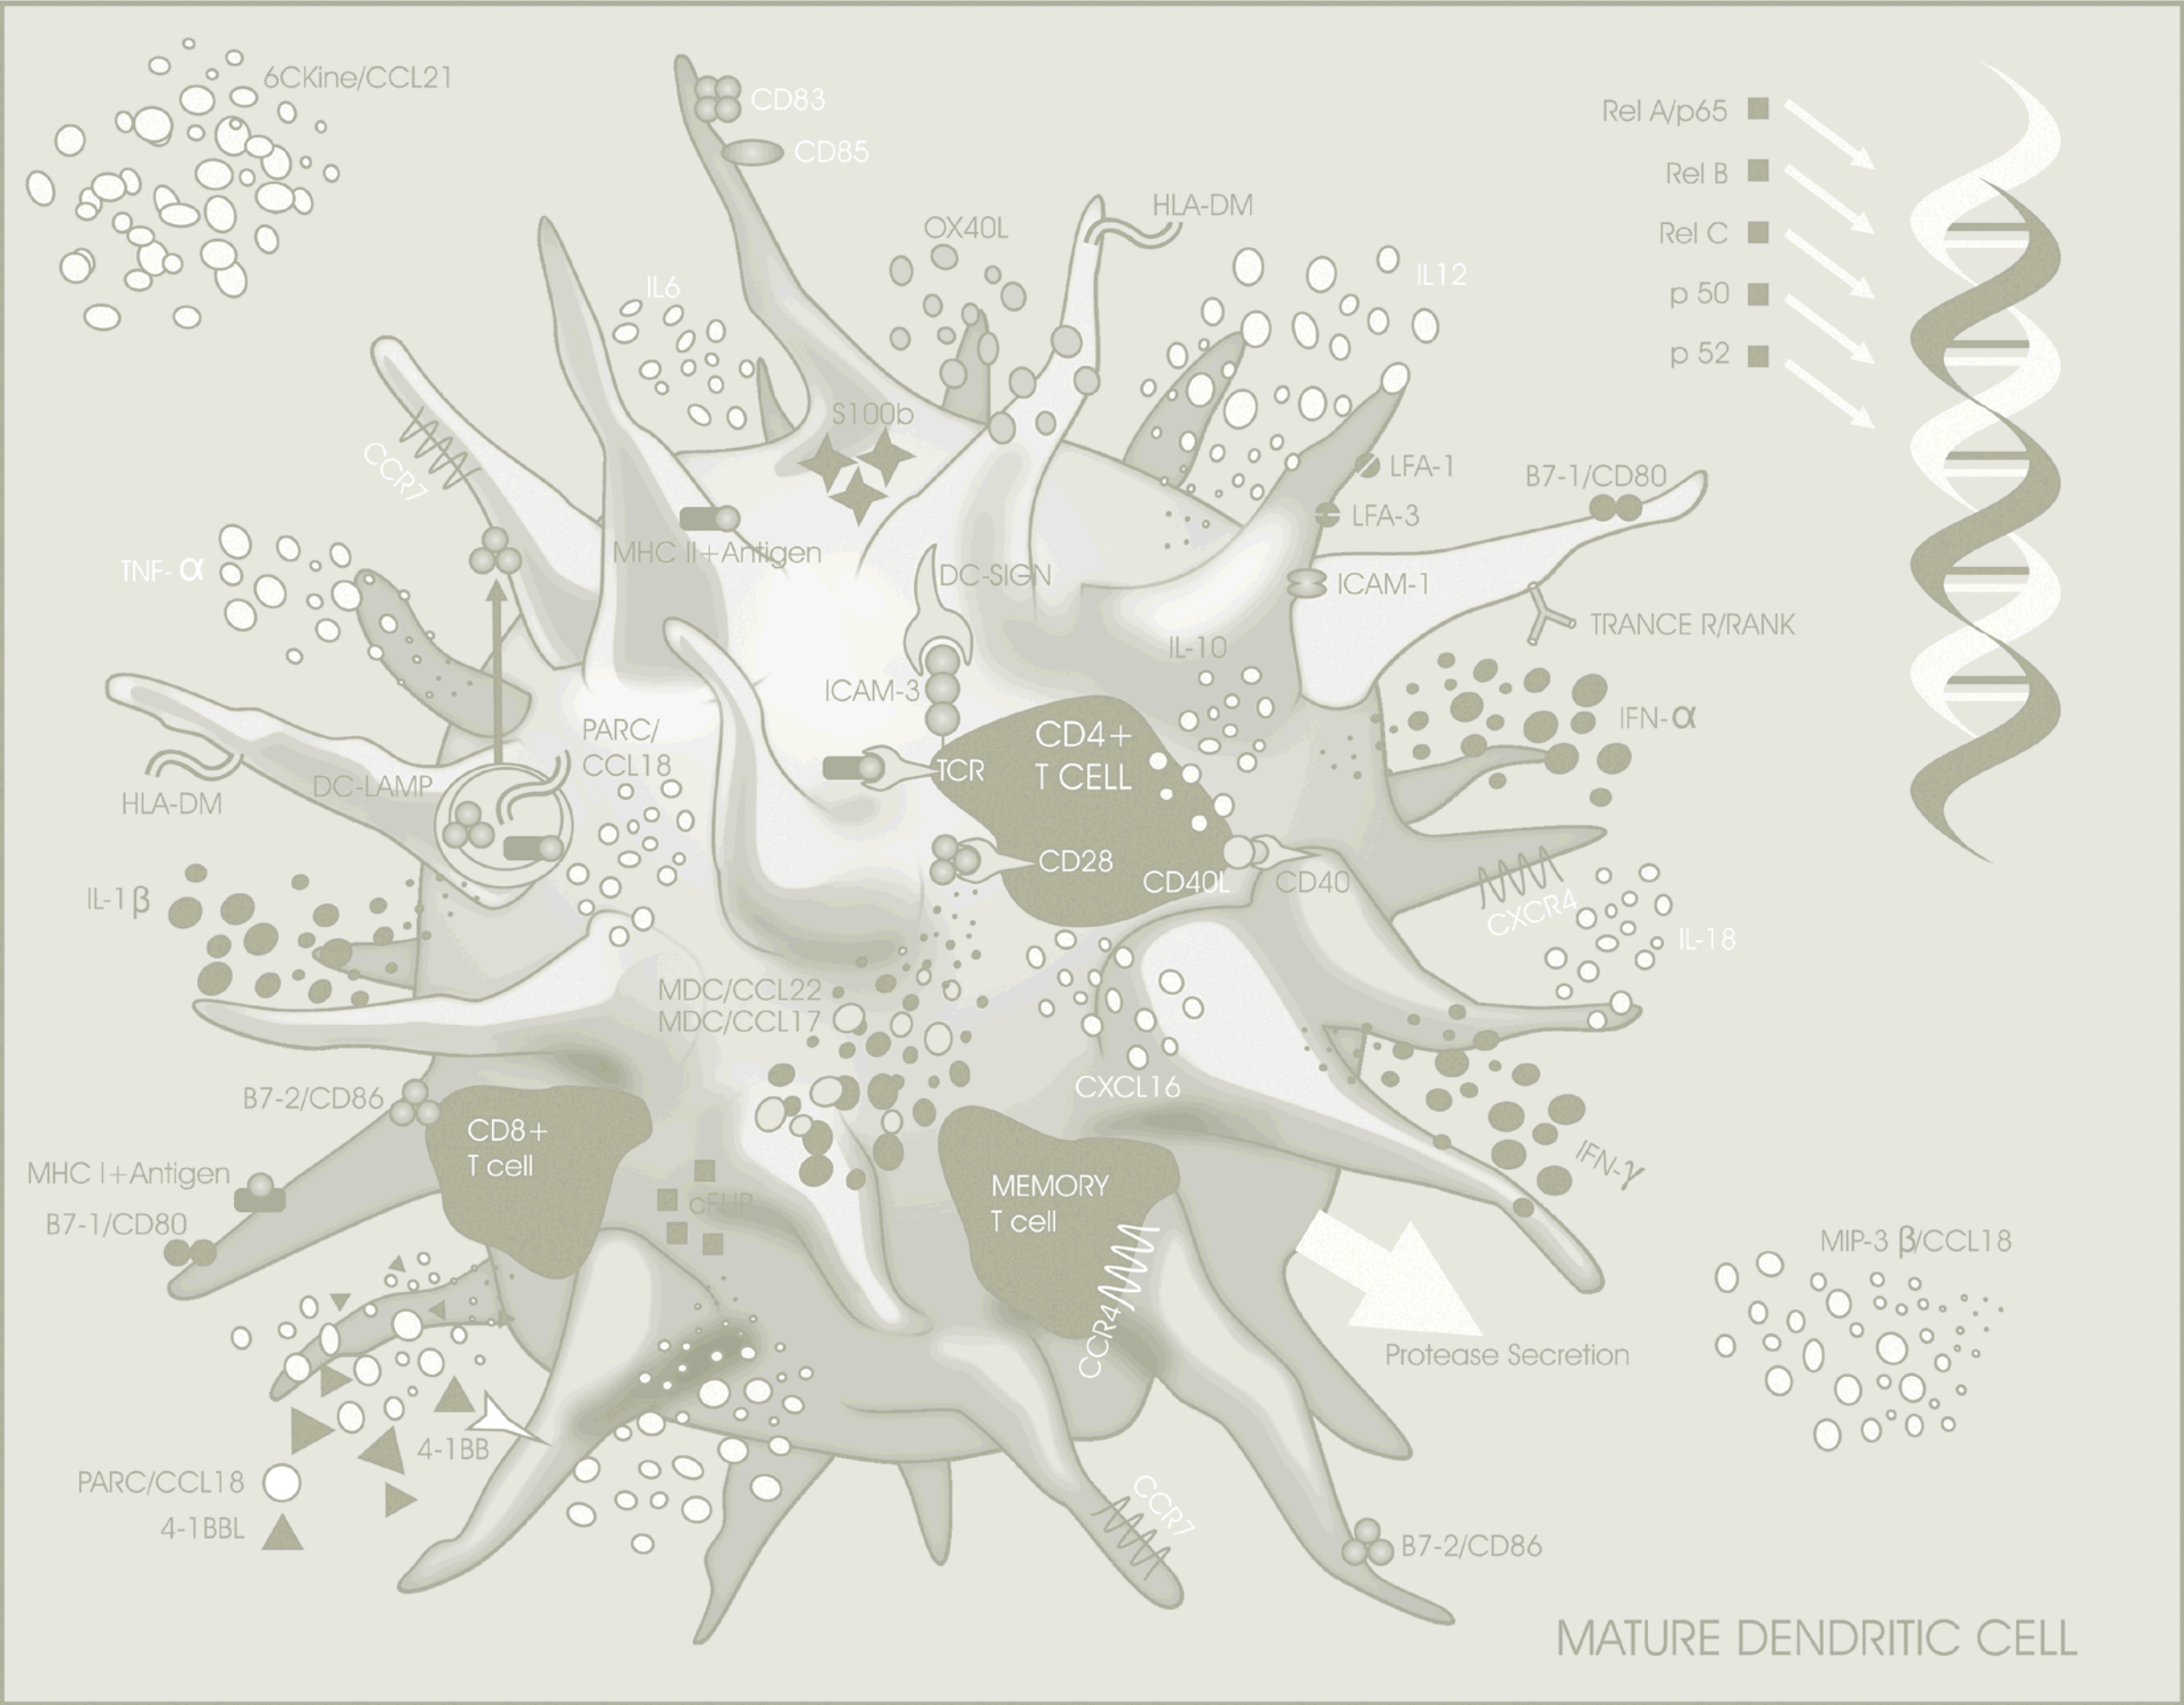 6CKine/CCL21
CD83
CD85
Rel A/p65
Rel B
Rel C
p 50
p 52
HLA-DM
OX40L
IL6
IL12
S100b
CCR7
LFA-1
B7-1/CD80
LFA-3
MHC II+Antigen
TNF-α
DC-SIGN
ICAM-1
TRANCE R/RANK
IL-10
ICAM-3
IFN-α
PARC/
CCL18
CD4+
T CELL
TCR
HLA-DM
DC-LAMP
CD28
CD40L
CD40
IL-1β
CXCR4
IL-18
MDC/CCL22
MDC/CCL17
CXCL16
B7-2/CD86
CD8+
T cell
MHC I+Antigen
B7-1/CD80
MEMORY
T cell
IFN-γ
CCR4
MIP-3 β/CCL18
Protease Secretion
4-1BB
PARC/CCL18
4-1BBL
CCR7
B7-2/CD86
MATURE DENDRITIC CELL